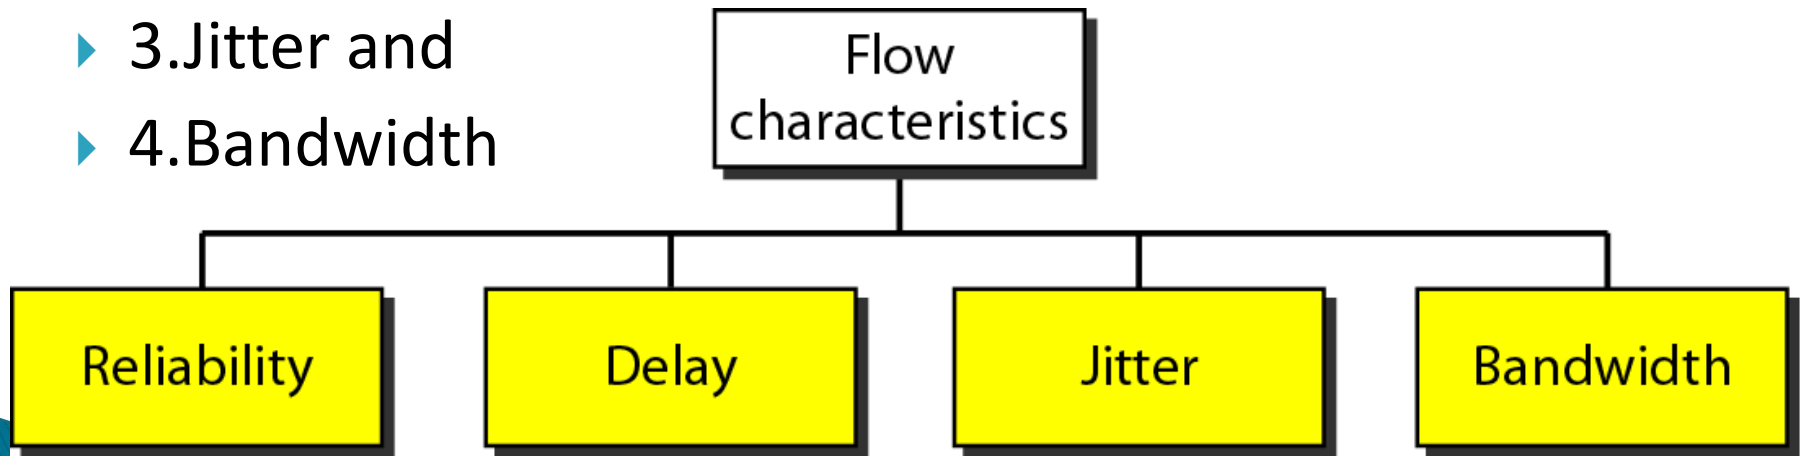 3.Jitter and
4.Bandwidth
Flow
characteristics
Reliability
Delay
Jitter
Bandwidth